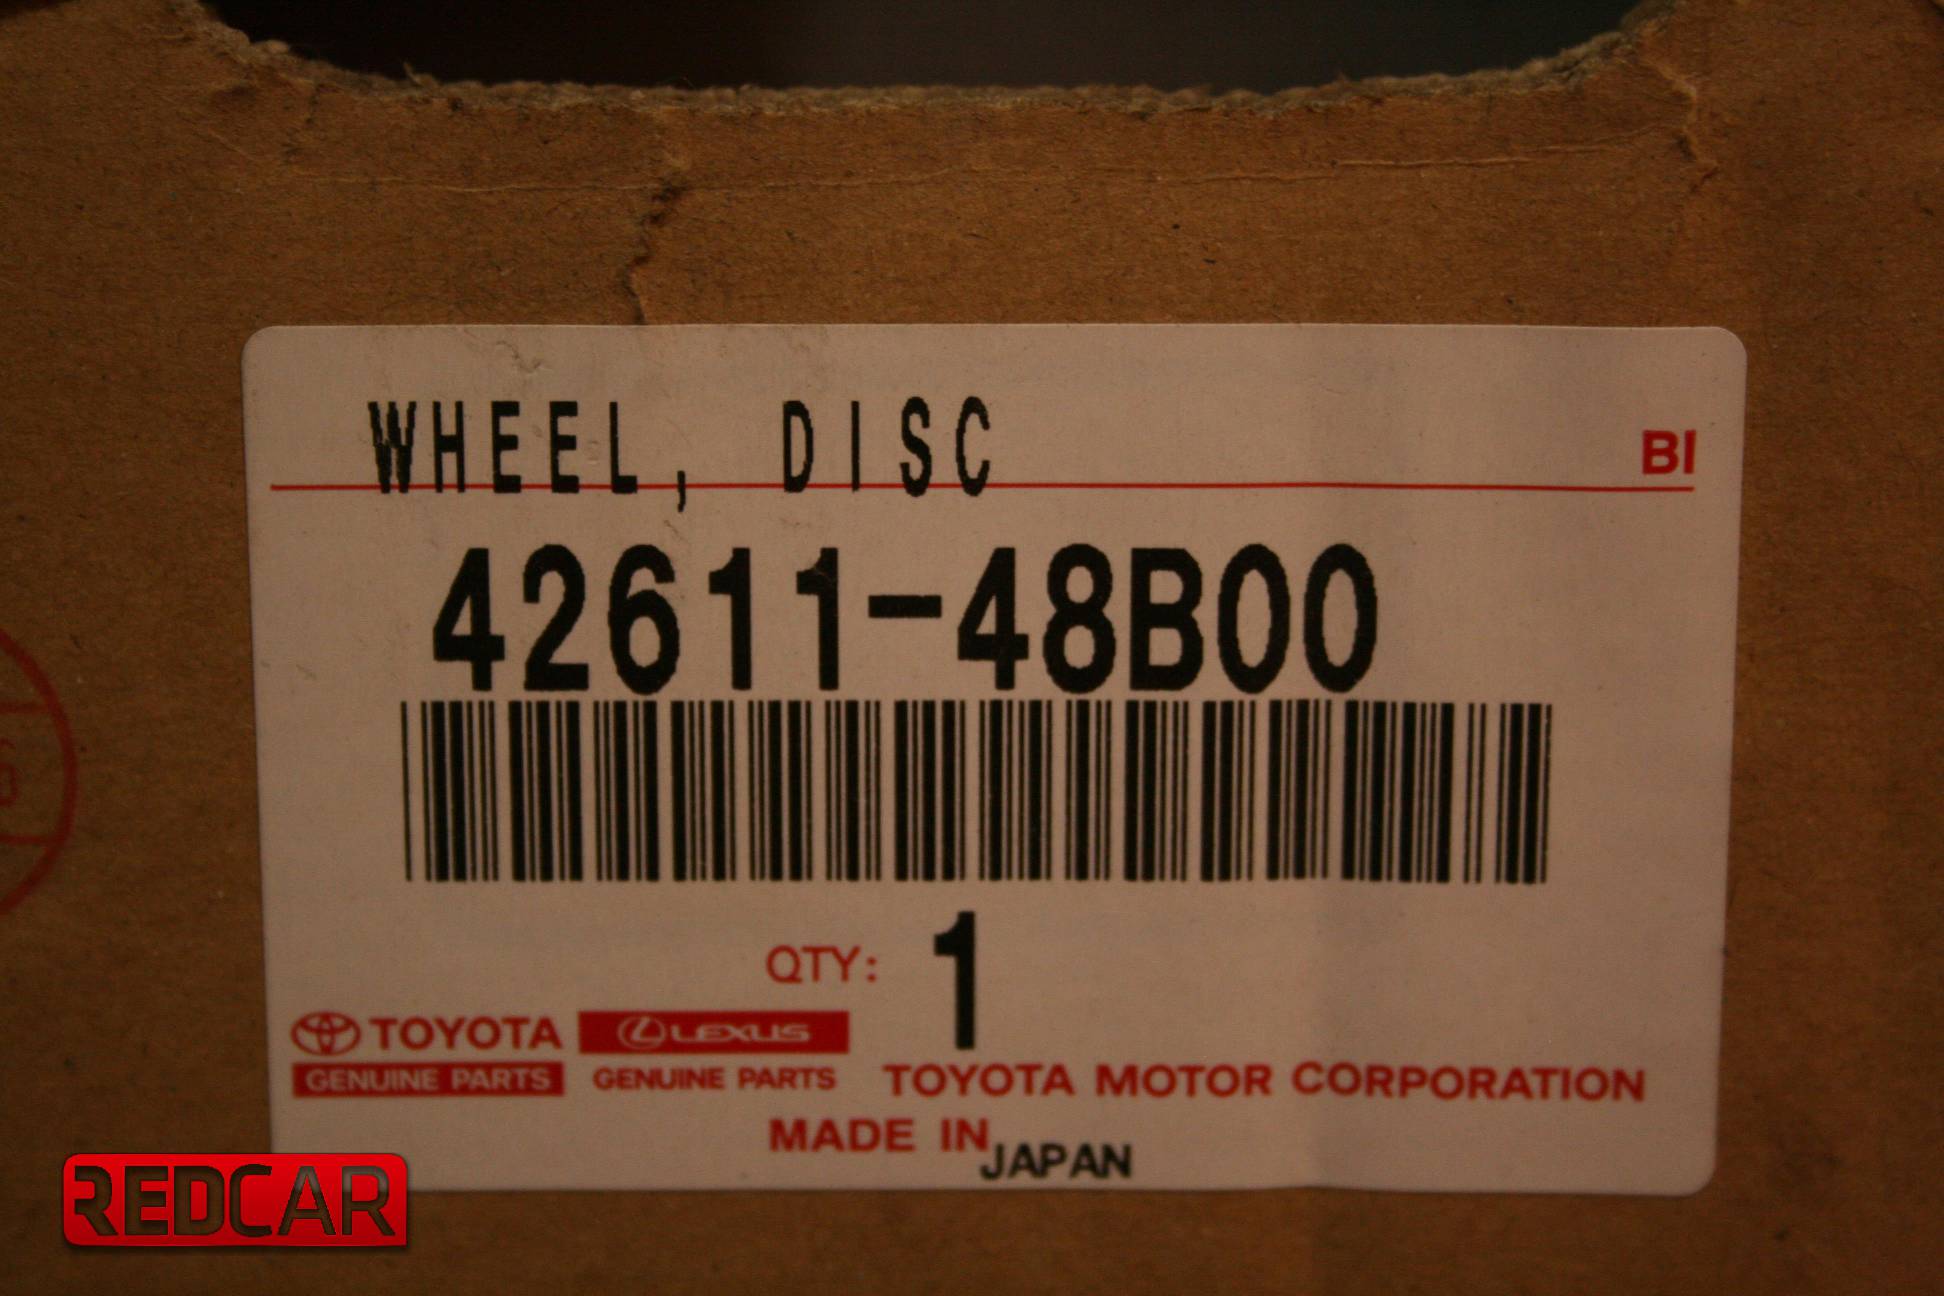 WHEEL, DISC
BI
42611-48B00
QTY: 1
TOYOTA LEXUS
GENUINE PARTS GENUINE PARTS TOYOTA MOTOR CORPORATION
MADE IN JAPAN
REDCAR